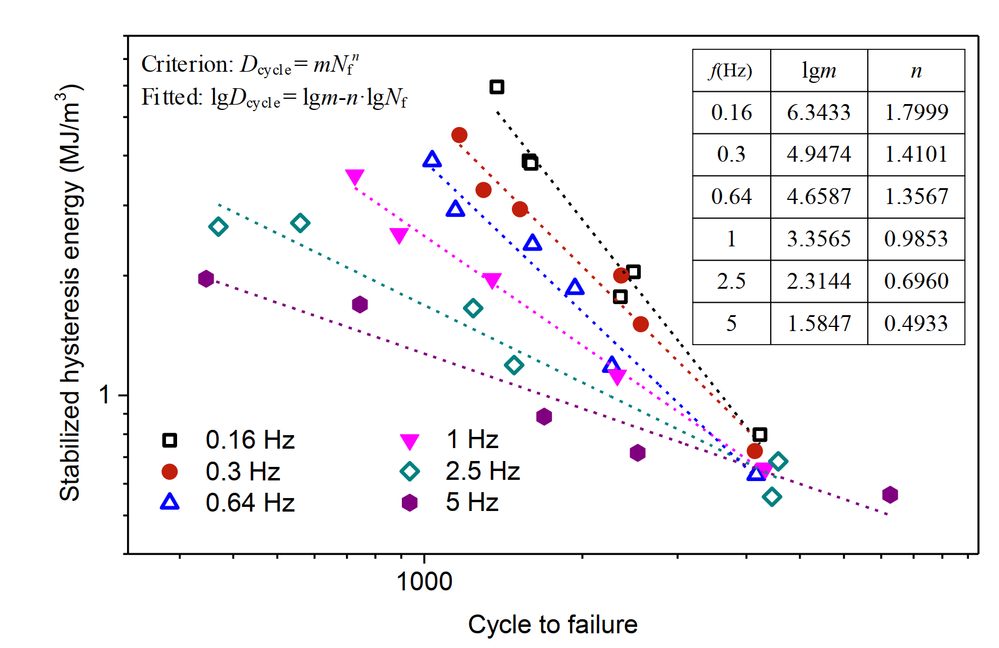 Criterion: Dcycle= mNfn
Fitted: lgDcycle= lgm-n·lgNf
f(Hz) lgm n
0.16 6.3433 1.7999
0.3 4.9474 1.4101
0.64 4.6587 1.3567
1 3.3565 0.9853
2.5 2.3144 0.6960
5 1.5847 0.4933
Stabilized hysteresis energy (MJ/m3)
1
0.16 Hz
0.3 Hz
0.64 Hz
1 Hz
2.5 Hz
5 Hz
1000
Cycle to failure